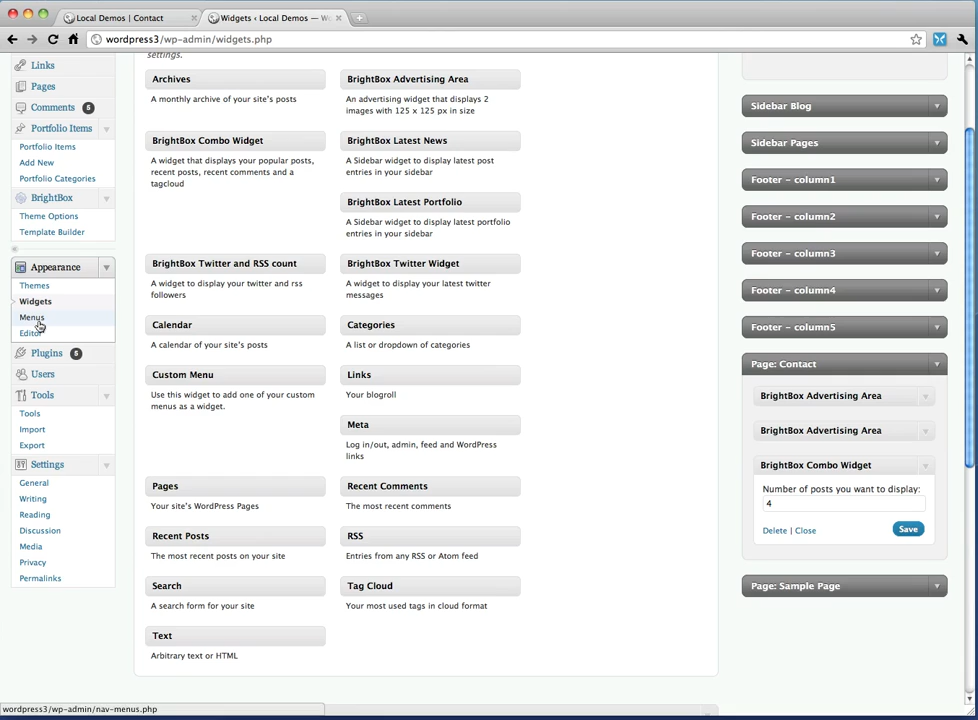 Local Demos | Contact
Widgets ‹ Local Demos — W
wordpress3/wp-admin/widgets.php
Links
Pages
Comments 6
Portfolio Items
Portfolio Items
Add New
Portfolio Categories
BrightBox
Theme Options
Template Builder
Appearance
Themes
Widgets
Menus
Editor
Plugins 5
Users
Tools
Tools
Import
Export
Settings
General
Writing
Reading
Discussion
Media
Privacy
Permalinks
settings.
Archives
A monthly archive of your site's posts
BrightBox Advertising Area
An advertising widget that displays 2
images with 125 x 125 px in size
BrightBox Combo Widget
A widget that displays your popular posts,
recent posts, recent comments and a
tagcloud
BrightBox Latest News
A Sidebar widget to display latest post
entries in your sidebar
BrightBox Latest Portfolio
A Sidebar widget to display latest portfolio
entries in your sidebar
BrightBox Twitter and RSS count
A widget to display your twitter and rss
followers
BrightBox Twitter Widget
A widget to display your latest twitter
messages
Calendar
A calendar of your site's posts
Categories
A list or dropdown of categories
Custom Menu
Use this widget to add one of your custom
menus as a widget.
Links
Your blogroll
Meta
Log in/out, admin, feed and WordPress
links
Pages
Your site's WordPress Pages
Recent Comments
The most recent comments
Recent Posts
The most recent posts on your site
RSS
Entries from any RSS or Atom feed
Search
A search form for your site
Tag Cloud
Your most used tags in cloud format
Text
Arbitrary text or HTML
Sidebar Blog
Sidebar Pages
Footer - column1
Footer - column2
Footer - column3
Footer - column4
Footer - column5
Page: Contact
BrightBox Advertising Area
BrightBox Advertising Area
BrightBox Combo Widget
Number of posts you want to display:
4
Delete | Close
Save
Page: Sample Page
wordpress3/wp-admin/nav-menus.php